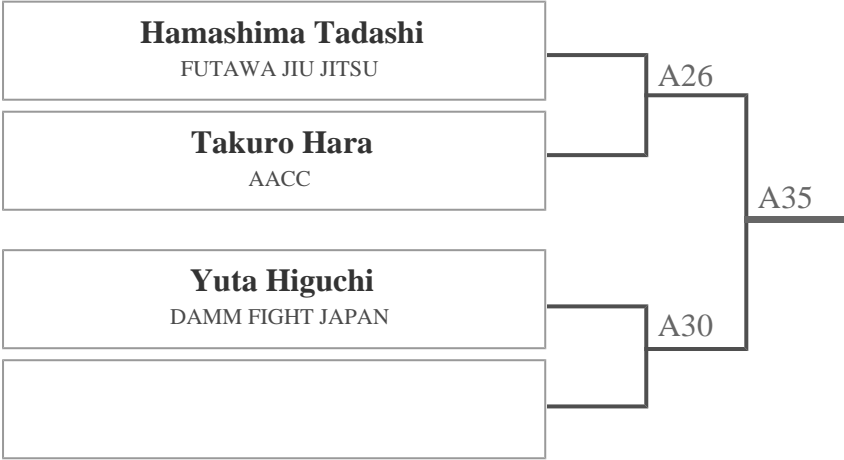 Hamashima Tadashi
FUTAWA JIU JITSU
A26
Takuro Hara
AACC
A35
Yuta Higuchi
DAMM FIGHT JAPAN
A30